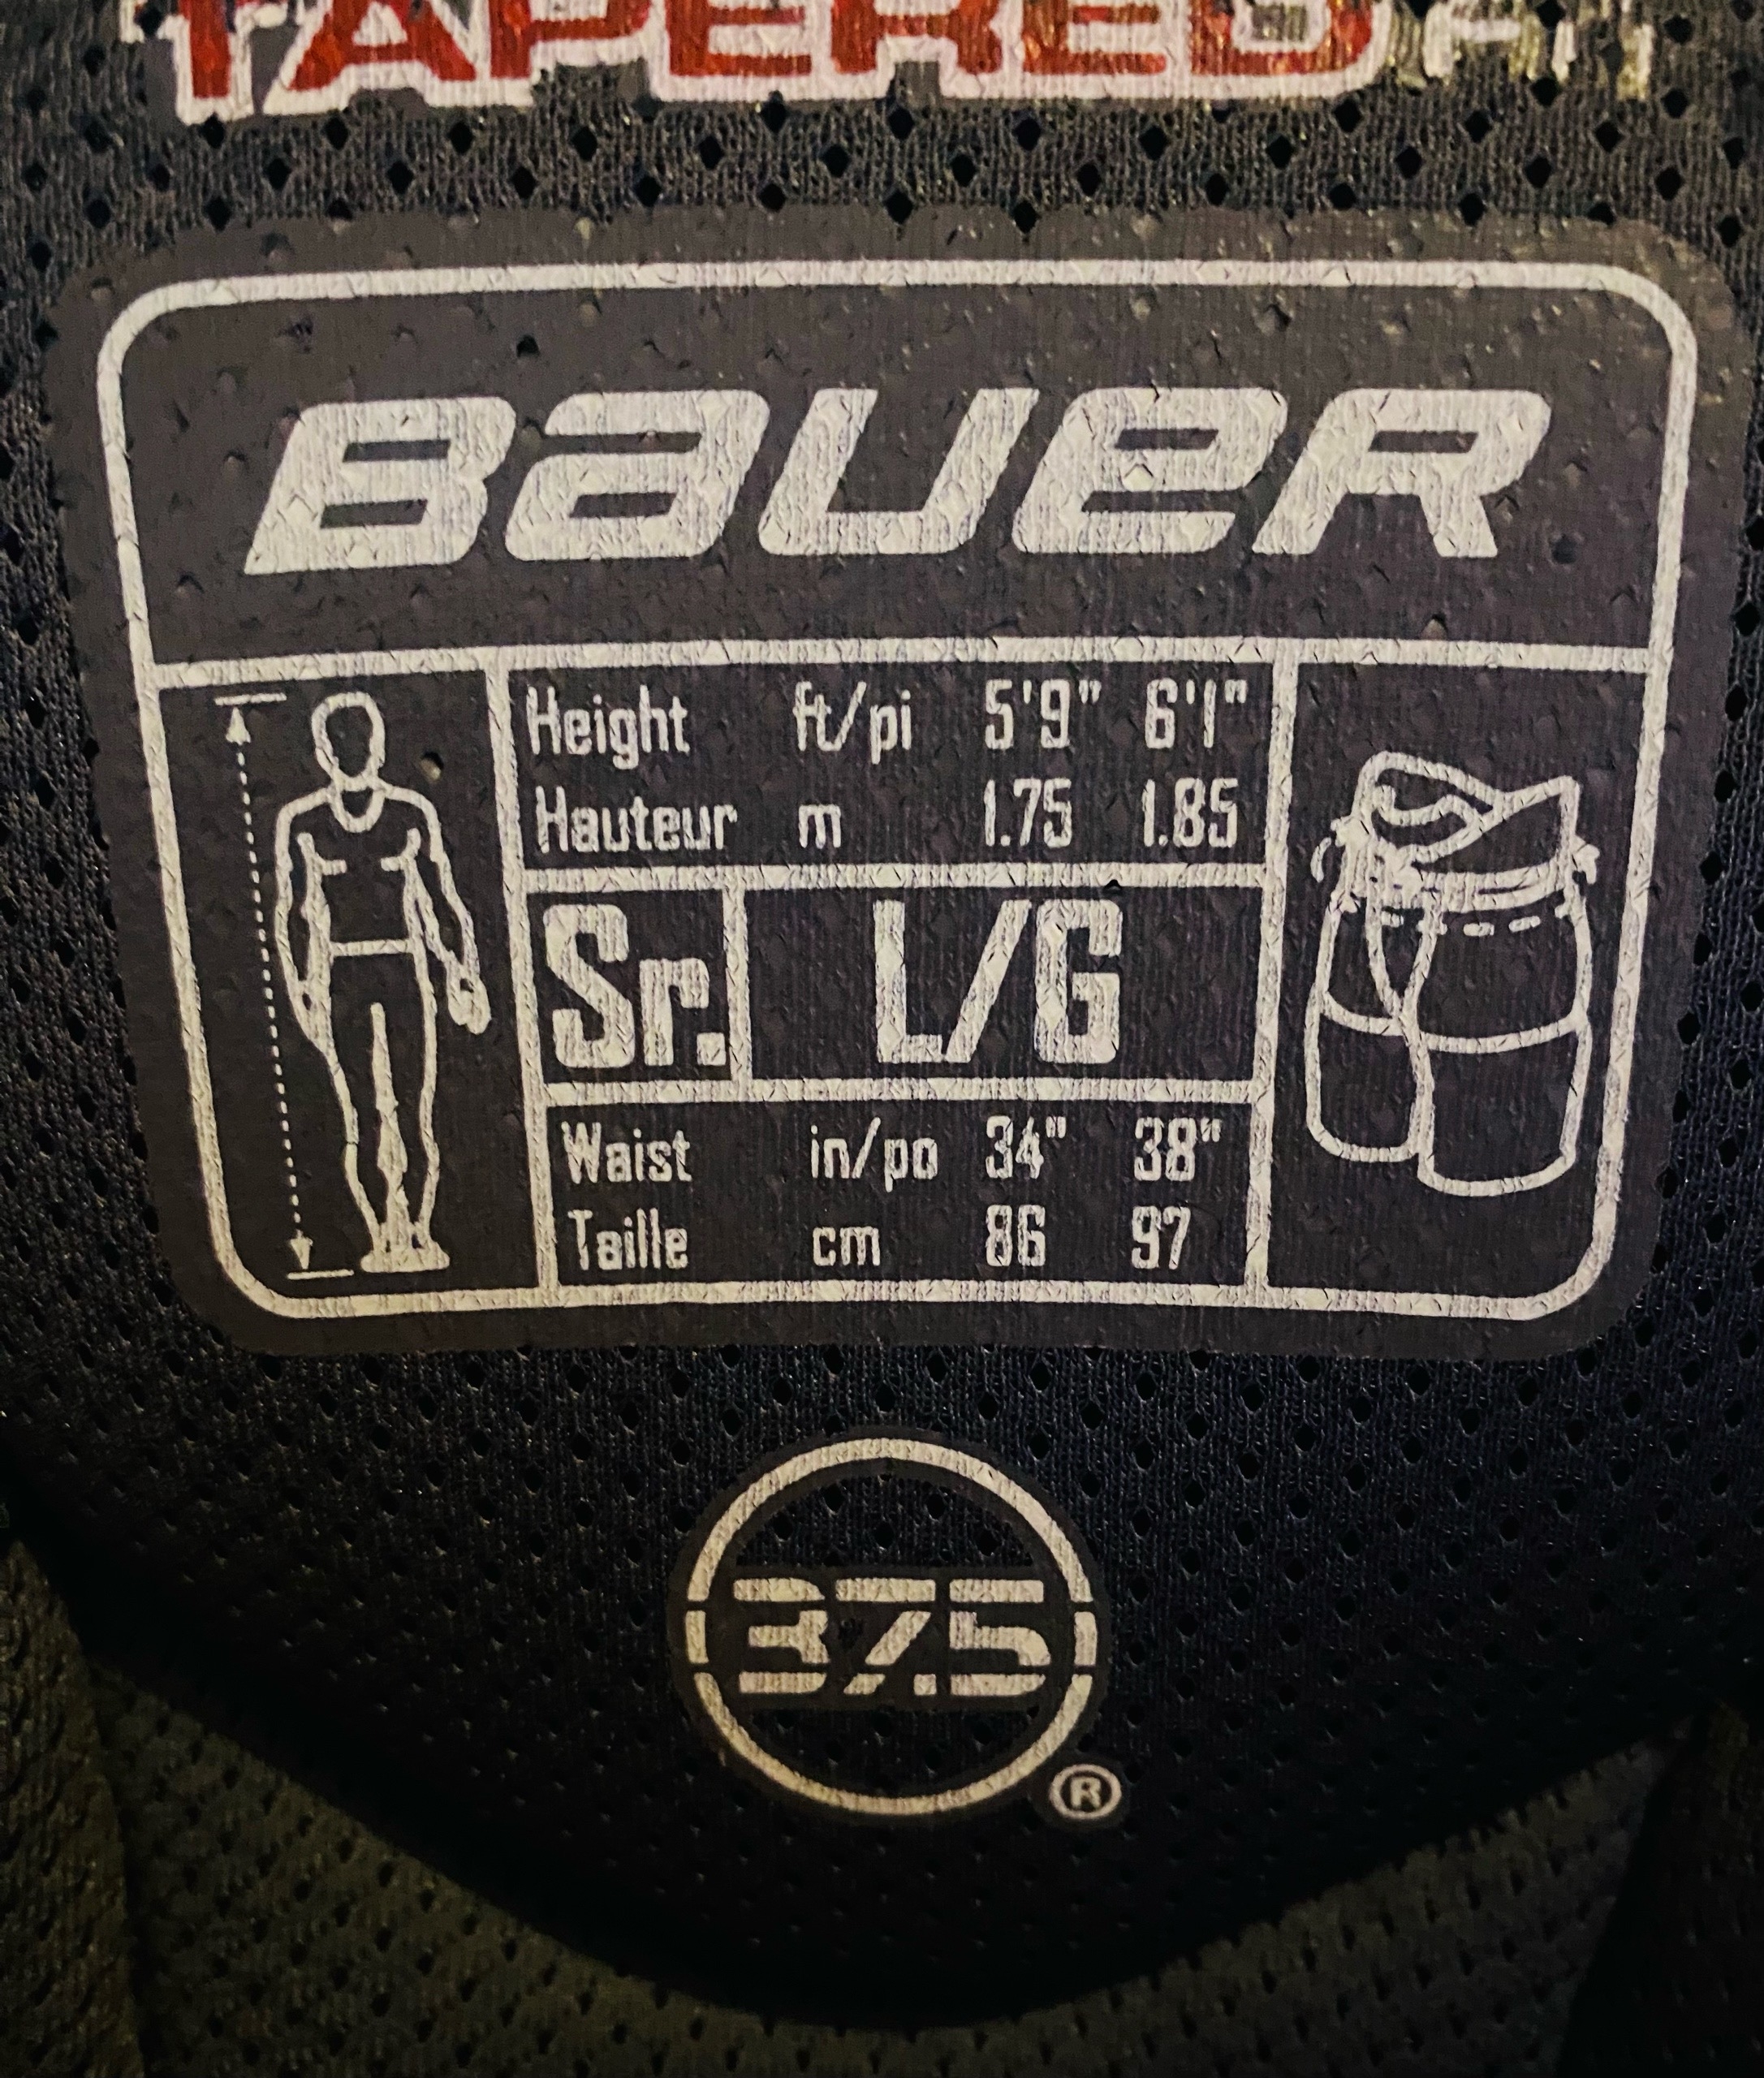 TAPERED FIT
BAUER
Height ft/pi 5'9" 6'1"
Hauteur m 1.75 1.85
Sr. L/G
Waist in/po 34" 38"
Taille cm 86 97
37.5
®